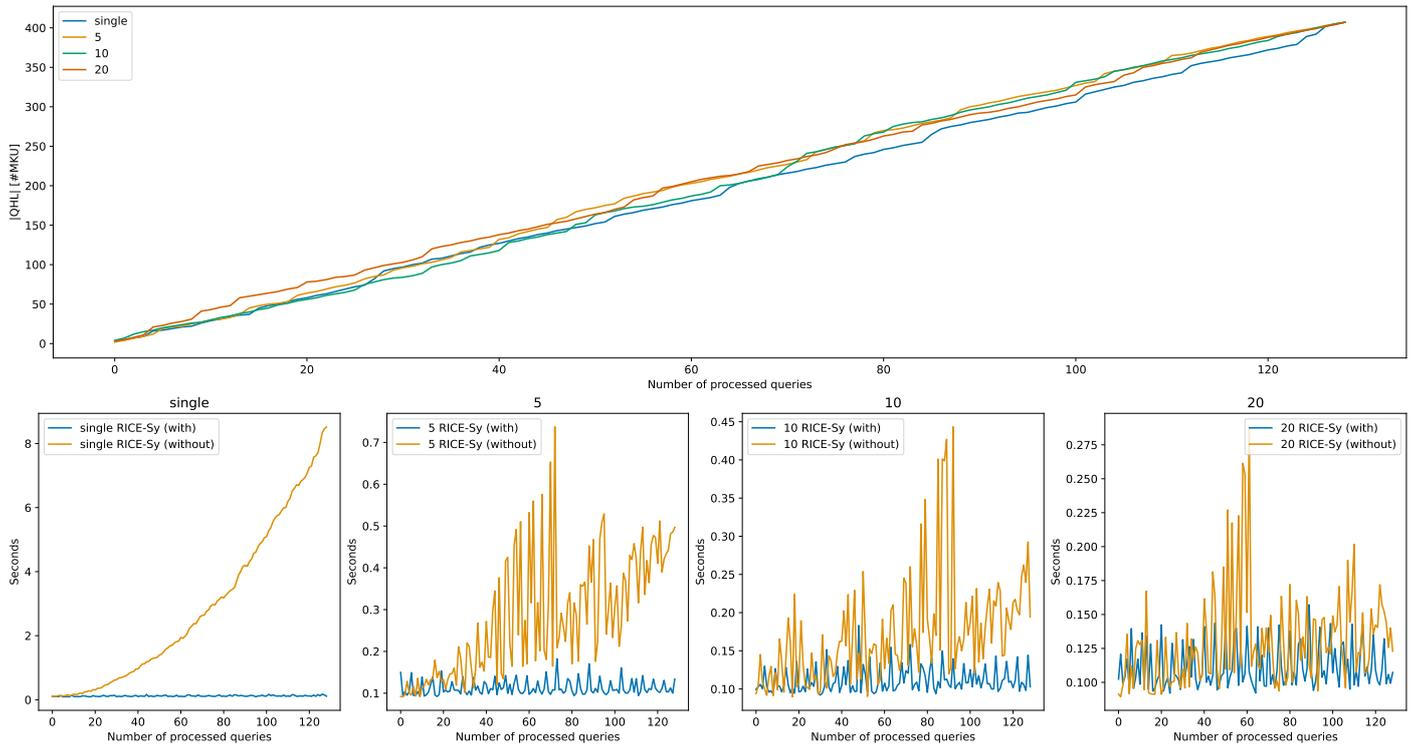 400
350
300
250
200
150
100
50
0
|QHL| [#MKU]
single
5
10
20
0 20 40 60 80 100 120
Number of processed queries
single
8
6
4
2
0
Seconds
single RICE-Sy (with)
single RICE-Sy (without)
0 20 40 60 80 100 120
Number of processed queries
5
0.7
0.6
0.5
0.4
0.3
0.2
0.1
Seconds
5 RICE-Sy (with)
5 RICE-Sy (without)
0 20 40 60 80 100 120
Number of processed queries
10
0.45
0.40
0.35
0.30
0.25
0.20
0.15
0.10
Seconds
10 RICE-Sy (with)
10 RICE-Sy (without)
0 20 40 60 80 100 120
Number of processed queries
20
0.275
0.250
0.225
0.200
0.175
0.150
0.125
0.100
Seconds
20 RICE-Sy (with)
20 RICE-Sy (without)
0 20 40 60 80 100 120
Number of processed queries